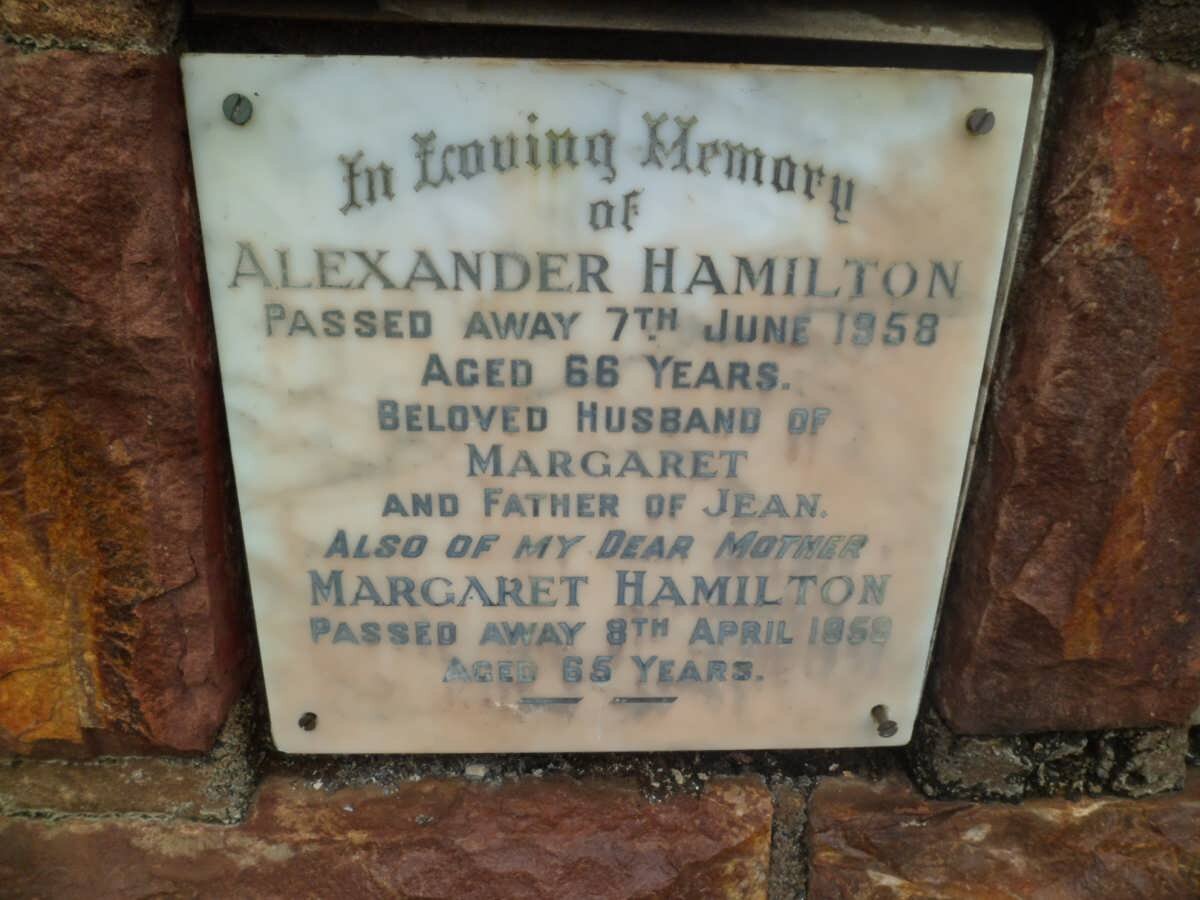 In Loving Memory
of
ALEXANDER HAMILTON
PASSED AWAY 7TH JUNE 1958
AGED 66 YEARS.
BELOVED HUSBAND OF
MARGARET
AND FATHER OF JEAN.
ALSO OF MY DEAR MOTHER
MARGARET HAMILTON
PASSED AWAY 8TH APRIL
AGED 65 YEARS.